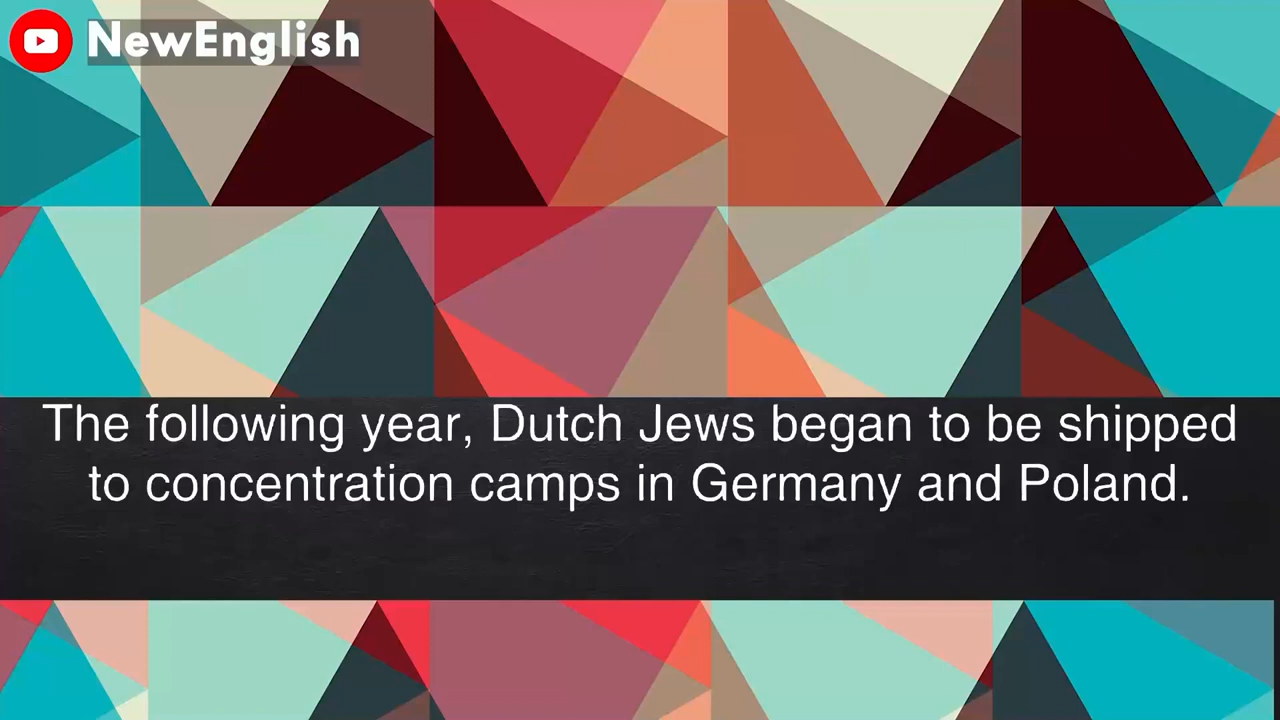 NewEnglish
The following year, Dutch Jews began to be shipped
to concentration camps in Germany and Poland.